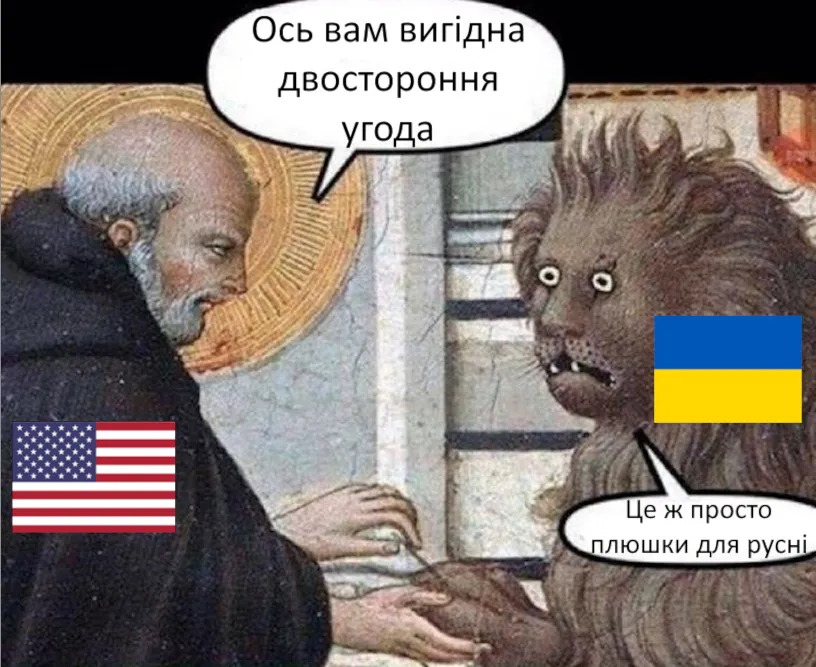 Ось вам вигідна
двостороння
угода
Це ж просто
плюшки для русні